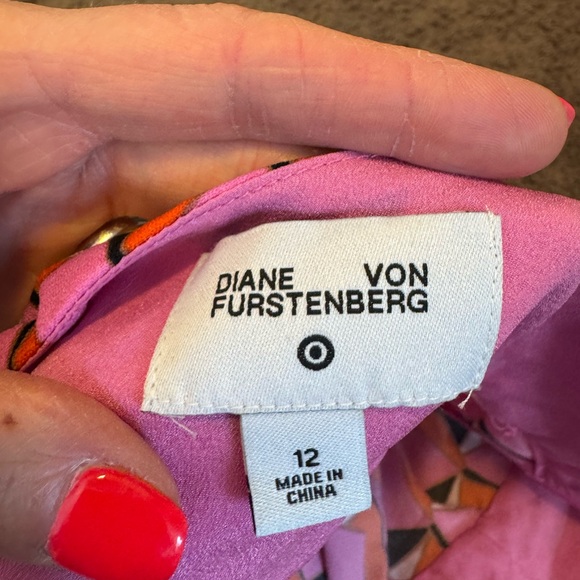 DIANE VON
FURSTENBERG
12
MADE IN
CHINA